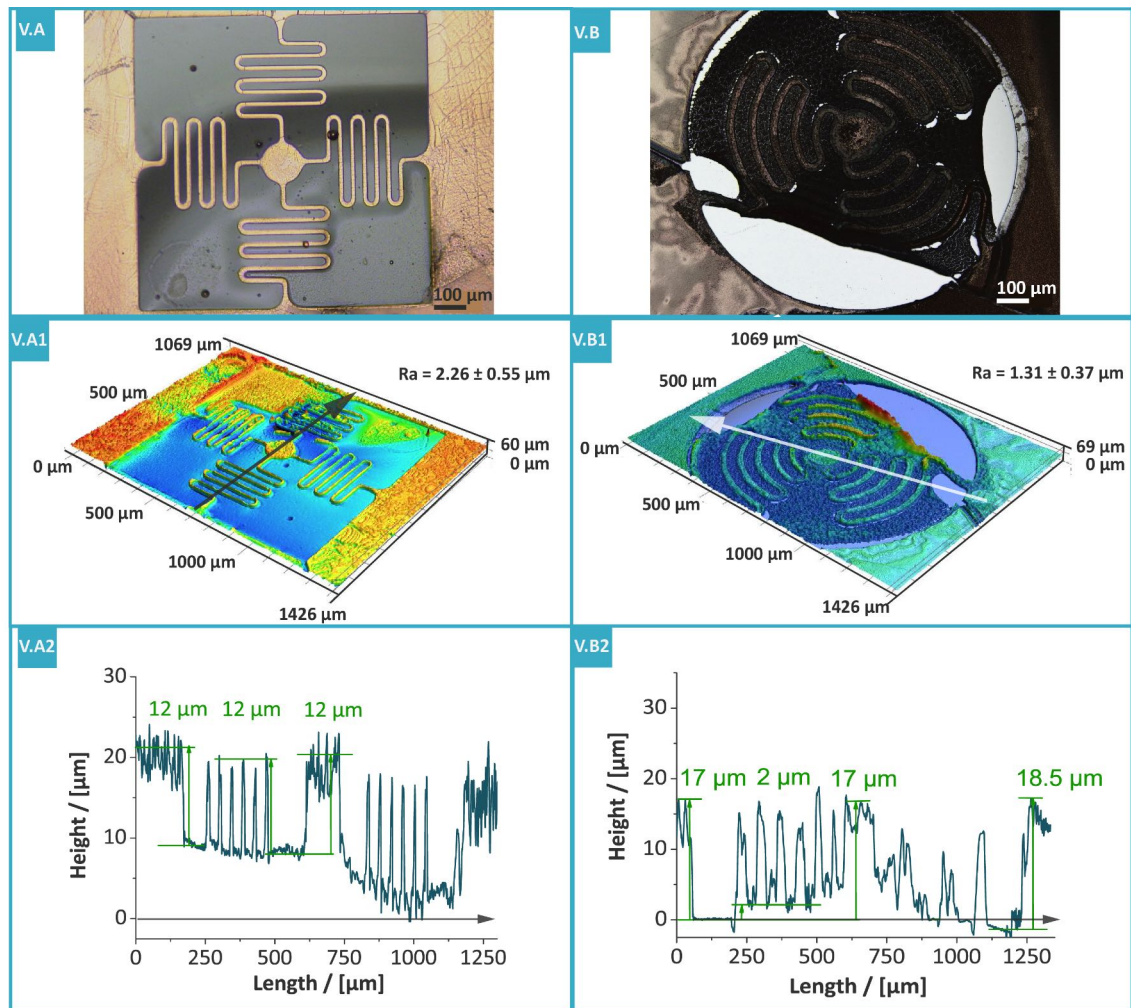 V.A
100 µm
V.B
100 µm
V.A1
1069 µm
Ra = 2.26 ± 0.55 µm
500 µm
60 µm
0 µm
0 µm
500 µm
1000 µm
1426 µm
V.B1
1069 µm
Ra = 1.31 ± 0.37 µm
500 µm
69 µm
0 µm
0 µm
500 µm
1000 µm
1426 µm
V.A2
30
12 µm 12 µm 12 µm
20
10
0
Height / [µm]
0 250 500 750 1000 1250
Length / [µm]
V.B2
30
20
17 µm 2 µm 17 µm 18.5 µm
10
0
Height / [µm]
0 250 500 750 1000 1250
Length / [µm]